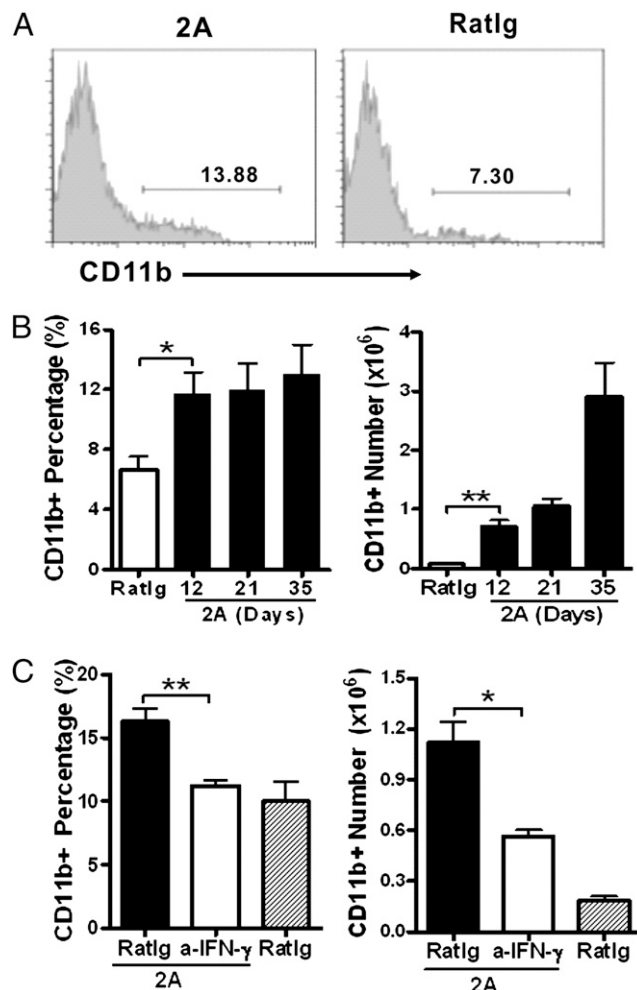 A
2A
RatIg
13.88
7.30
CD11b
B
CD11b+ Percentage (%)
16
12
8
4
0
*
RatIg 12 21 35
2A (Days)
CD11b+ Number (x10⁶)
4
3
2
1
0
**
RatIg 12 21 35
2A (Days)
C
CD11b+ Percentage (%)
20
15
10
5
0
**
RatIg a-IFN-γ RatIg
2A
CD11b+ Number (x10⁶)
1.5
1.2
0.9
0.6
0.3
0.0
*
RatIg a-IFN-γ RatIg
2A